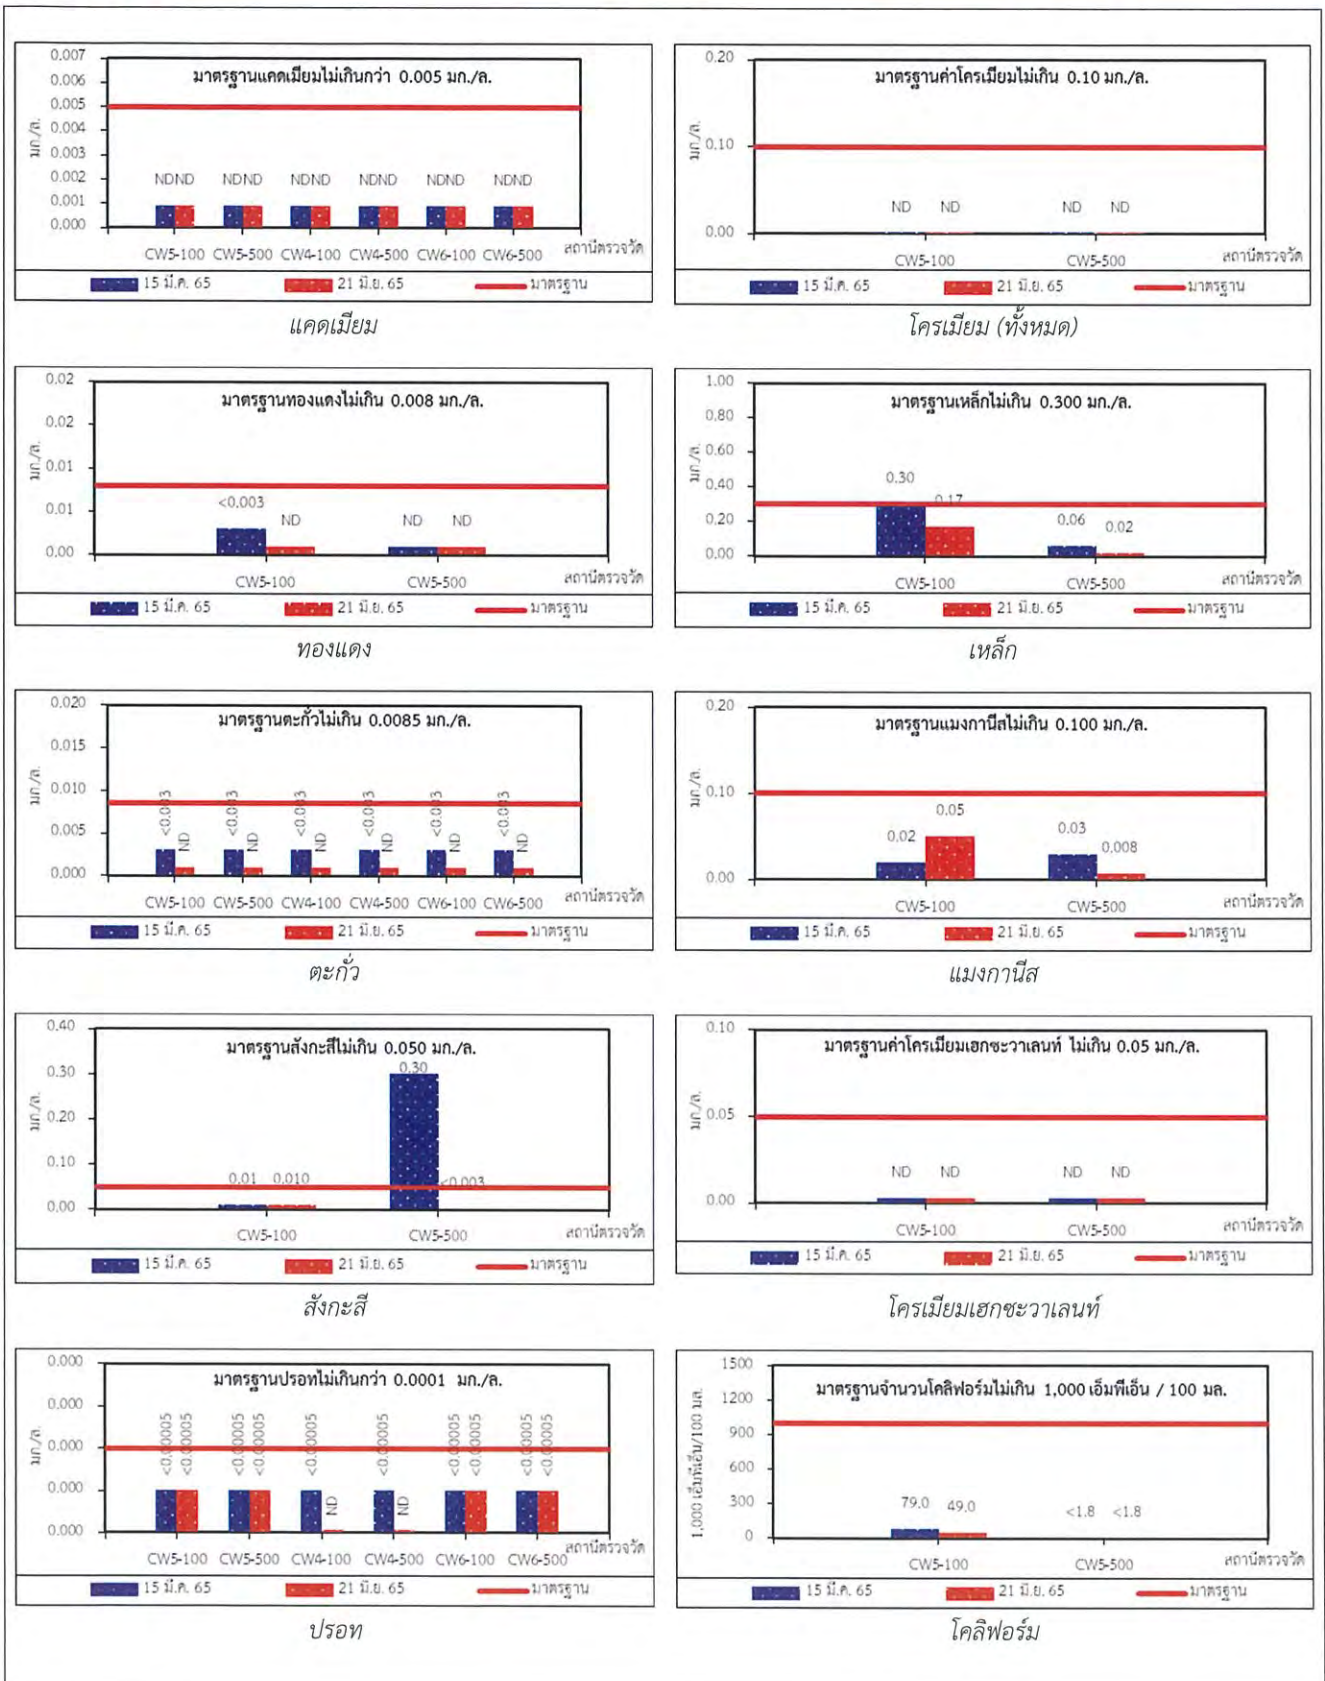 0.007
มาตรฐานแคดเมียมไม่เกินกว่า 0.005 มก./ล.
0.006
0.005
0.004
0.003
0.002
0.001
0.000
มก./ล.
NDND NDND NDND NDND NDND NDND
CW5-100 CW5-500 CW4-100 CW4-500 CW6-100 CW6-500 สถานีตรวจวัด
15 มี.ค. 65 21 มิ.ย. 65 มาตรฐาน
แคดเมียม
0.20
มาตรฐานค่าโครเมียมไม่เกิน 0.10 มก./ล.
0.10
0.00
มก./ล.
ND ND ND ND
CW5-100 CW5-500 สถานีตรวจวัด
15 มี.ค. 65 21 มิ.ย. 65 มาตรฐาน
โครเมียม (ทั้งหมด)
0.02
มาตรฐานทองแดงไม่เกิน 0.008 มก./ล.
0.02
0.01
0.01
0.00
มก./ล.
<0.003 ND ND ND
CW5-100 CW5-500 สถานีตรวจวัด
15 มี.ค. 65 21 มิ.ย. 65 มาตรฐาน
ทองแดง
1.00
มาตรฐานเหล็กไม่เกิน 0.300 มก./ล.
0.80
0.60
0.40
0.20
0.00
มก./ล.
0.30 0.17 0.06 0.02
CW5-100 CW5-500 สถานีตรวจวัด
15 มี.ค. 65 21 มิ.ย. 65 มาตรฐาน
เหล็ก
0.020
มาตรฐานตะกั่วไม่เกิน 0.0085 มก./ล.
0.015
0.010
0.005
0.000
มก./ล.
<0.003 ND <0.003 ND <0.003 ND <0.003 ND <0.003 ND <0.003 ND
CW5-100 CW5-500 CW4-100 CW4-500 CW6-100 CW6-500 สถานีตรวจวัด
15 มี.ค. 65 21 มิ.ย. 65 มาตรฐาน
ตะกั่ว
0.20
มาตรฐานแมงกานีสไม่เกิน 0.100 มก./ล.
0.10
0.00
มก./ล.
0.02 0.05 0.03 0.008
CW5-100 CW5-500 สถานีตรวจวัด
15 มี.ค. 65 21 มิ.ย. 65 มาตรฐาน
แมงกานีส
0.40
มาตรฐานสังกะสีไม่เกิน 0.050 มก./ล.
0.30
0.20
0.10
0.00
มก./ล.
0.01 0.010 0.30 <0.003
CW5-100 CW5-500 สถานีตรวจวัด
15 มี.ค. 65 21 มิ.ย. 65 มาตรฐาน
สังกะสี
0.10
มาตรฐานค่าโครเมียมเฮกซะวาเลนท์ ไม่เกิน 0.05 มก./ล.
0.05
0.00
มก./ล.
ND ND ND ND
CW5-100 CW5-500 สถานีตรวจวัด
15 มี.ค. 65 21 มิ.ย. 65 มาตรฐาน
โครเมียมเฮกซะวาเลนท์
0.000
มาตรฐานปรอทไม่เกินกว่า 0.0001 มก./ล.
0.000
0.000
0.000
0.000
มก./ล.
<0.00005 <0.00005 <0.00005 <0.00005 <0.00005 ND <0.00005 ND <0.00005 <0.00005 <0.00005 <0.00005
CW5-100 CW5-500 CW4-100 CW4-500 CW6-100 CW6-500 สถานีตรวจวัด
15 มี.ค. 65 21 มิ.ย. 65 มาตรฐาน
ปรอท
1500
มาตรฐานจำนวนโคลิฟอร์มไม่เกิน 1,000 เอ็มพีเอ็น / 100 มล.
1200
900
600
300
0
1,000 เอ็มพีเอ็น/100 มล.
79.0 49.0 <1.8 <1.8
CW5-100 CW5-500 สถานีตรวจวัด
15 มี.ค. 65 21 มิ.ย. 65 มาตรฐาน
โคลิฟอร์ม